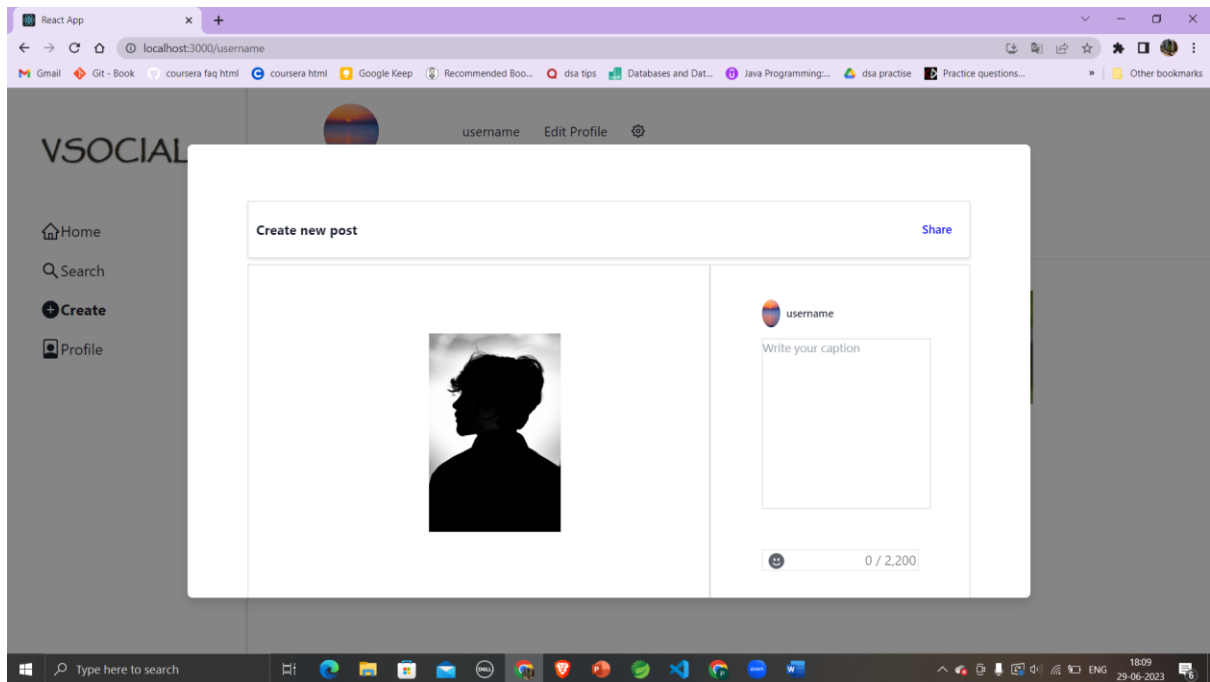 React App
localhost:3000/username
Gmail Git - Book coursera faq html coursera html Google Keep Recommended Boo... dsa tips Databases and Dat... Java Programming:... dsa practise Practice questions... » Other bookmarks
VSOCIAL
username Edit Profile
Home
Search
Create
Profile
Create new post
Share
username
Write your caption
0 / 2,200
Type here to search
DELL
ENG
18:09
29-06-2023
6